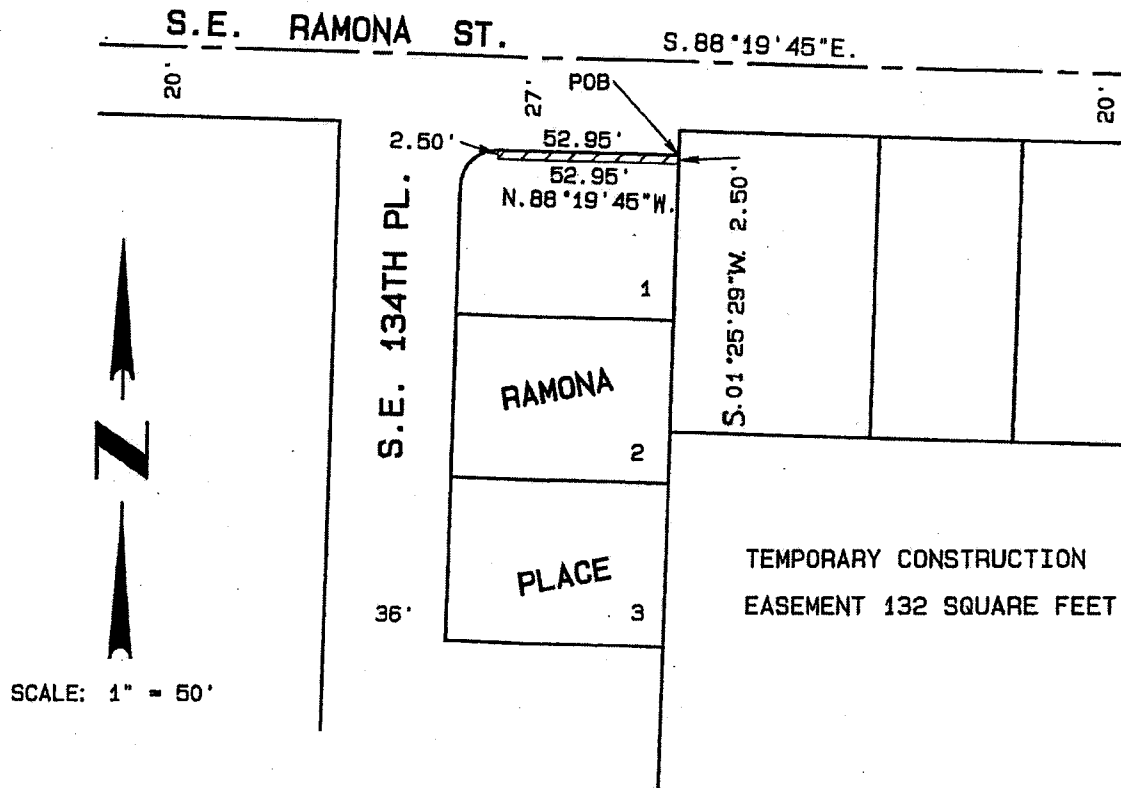 S.E. RAMONA ST.
S.88°19'45"E.
20'
27'
POB
20'
2.50'
52.95'
52.95'
N.88°19'45"W.
S.E. 134TH PL.
S.01°25'29"W. 2.50'
1
RAMONA
2
N
PLACE
3
36'
TEMPORARY CONSTRUCTION
EASEMENT 132 SQUARE FEET
SCALE: 1" = 50'